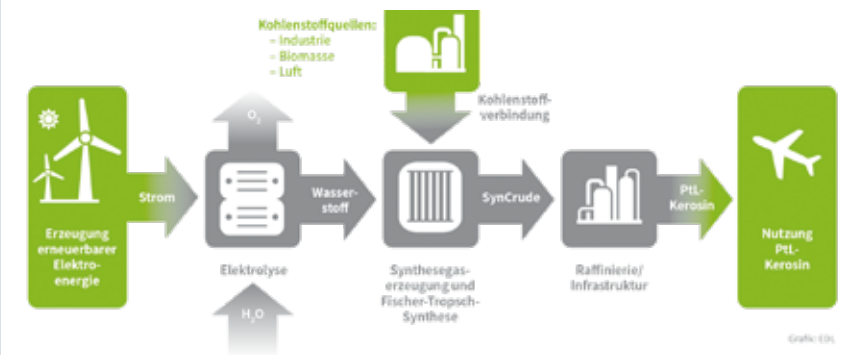 Kohlenstoffquellen:
– Industrie
– Biomasse
– Luft
Kohlenstoff-
verbindung
O₂
Strom
Wasser-
stoff
SynCrude
PtL-
Kerosin
Erzeugung
erneuerbarer
Elektro-
energie
Elektrolyse
Synthesegas-
erzeugung und
Fischer-Tropsch-
Synthese
Raffinierie/
Infrastruktur
Nutzung
PtL-
Kerosin
H₂O
Grafik: EDL